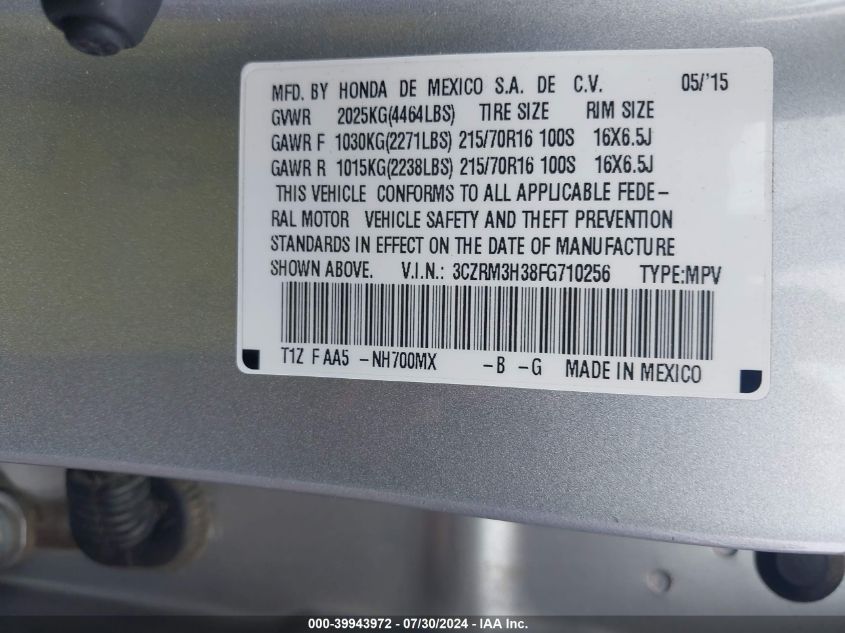 MFD. BY HONDA DE MEXICO S.A. DE C.V. 05/'15
GVWR 2025KG(4464LBS) TIRE SIZE RIM SIZE
GAWR F 1030KG(2271LBS) 215/70R16 100S 16X6.5J
GAWR R 1015KG(2238LBS) 215/70R16 100S 16X6.5J
THIS VEHICLE CONFORMS TO ALL APPLICABLE FEDE-
RAL MOTOR VEHICLE SAFETY AND THEFT PREVENTION
STANDARDS IN EFFECT ON THE DATE OF MANUFACTURE
SHOWN ABOVE. V.I.N.: 3CZRM3H38FG710256 TYPE:MPV
T1Z F AA5 -NH700MX -B -G MADE IN MEXICO
000-39943972 / 07/30/2024 - IAA Inc.